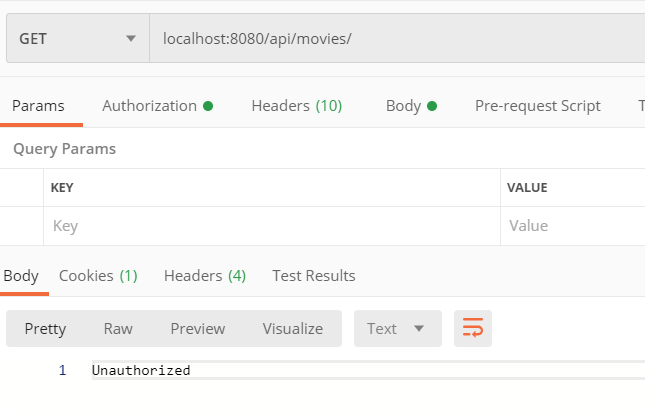 GET localhost:8080/api/movies/
Params Authorization Headers (10) Body Pre-request Script T
Query Params
KEY VALUE
Key Value
Body Cookies (1) Headers (4) Test Results
Pretty Raw Preview Visualize Text
1 Unauthorized